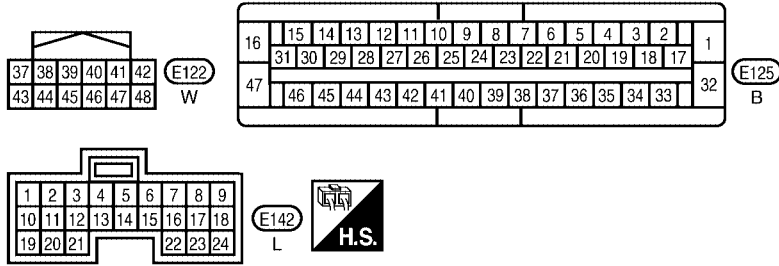 37 38 39 40 41 42
43 44 45 46 47 48
E122
W
16 15 14 13 12 11 10 9 8 7 6 5 4 3 2 1
31 30 29 28 27 26 25 24 23 22 21 20 19 18 17
47 46 45 44 43 42 41 40 39 38 37 36 35 34 33 32
E125
B
1 2 3 4 5 6 7 8 9
10 11 12 13 14 15 16 17 18
19 20 21 22 23 24
E142
L
H.S.